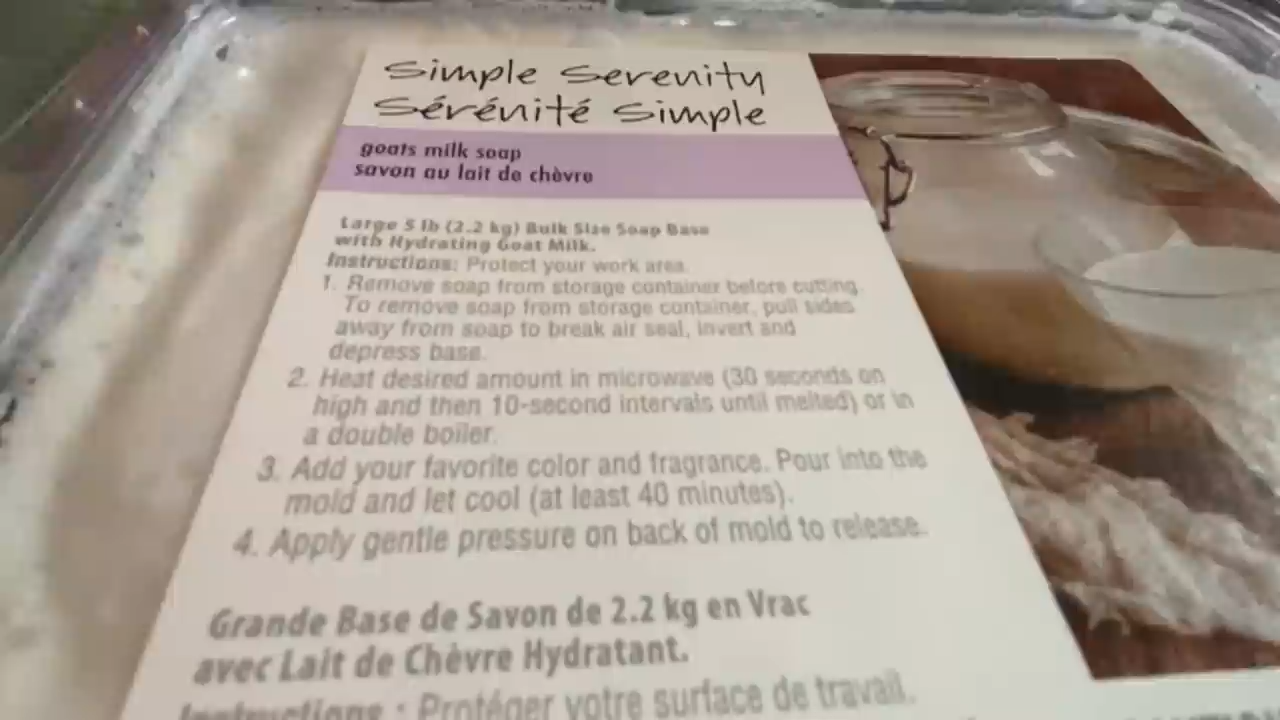 Simple Serenity
Sérénité Simple
goats milk soap
savon au lait de chèvre
Large 5 lb (2.2 kg) Bulk Size Soap Base
with Hydrating Goat Milk.
Instructions: Protect your work area.
1. Remove soap from storage container before cutting.
To remove soap from storage container, pull sides
away from soap to break air seal, invert and
depress base.
2. Heat desired amount in microwave (30 seconds on
high and then 10-second intervals until melted) or in
a double boiler.
3. Add your favorite color and fragrance. Pour into the
mold and let cool (at least 40 minutes).
4. Apply gentle pressure on back of mold to release.
Grande Base de Savon de 2.2 kg en Vrac
avec Lait de Chèvre Hydratant.
Instructions : Protéger votre surface de travail.